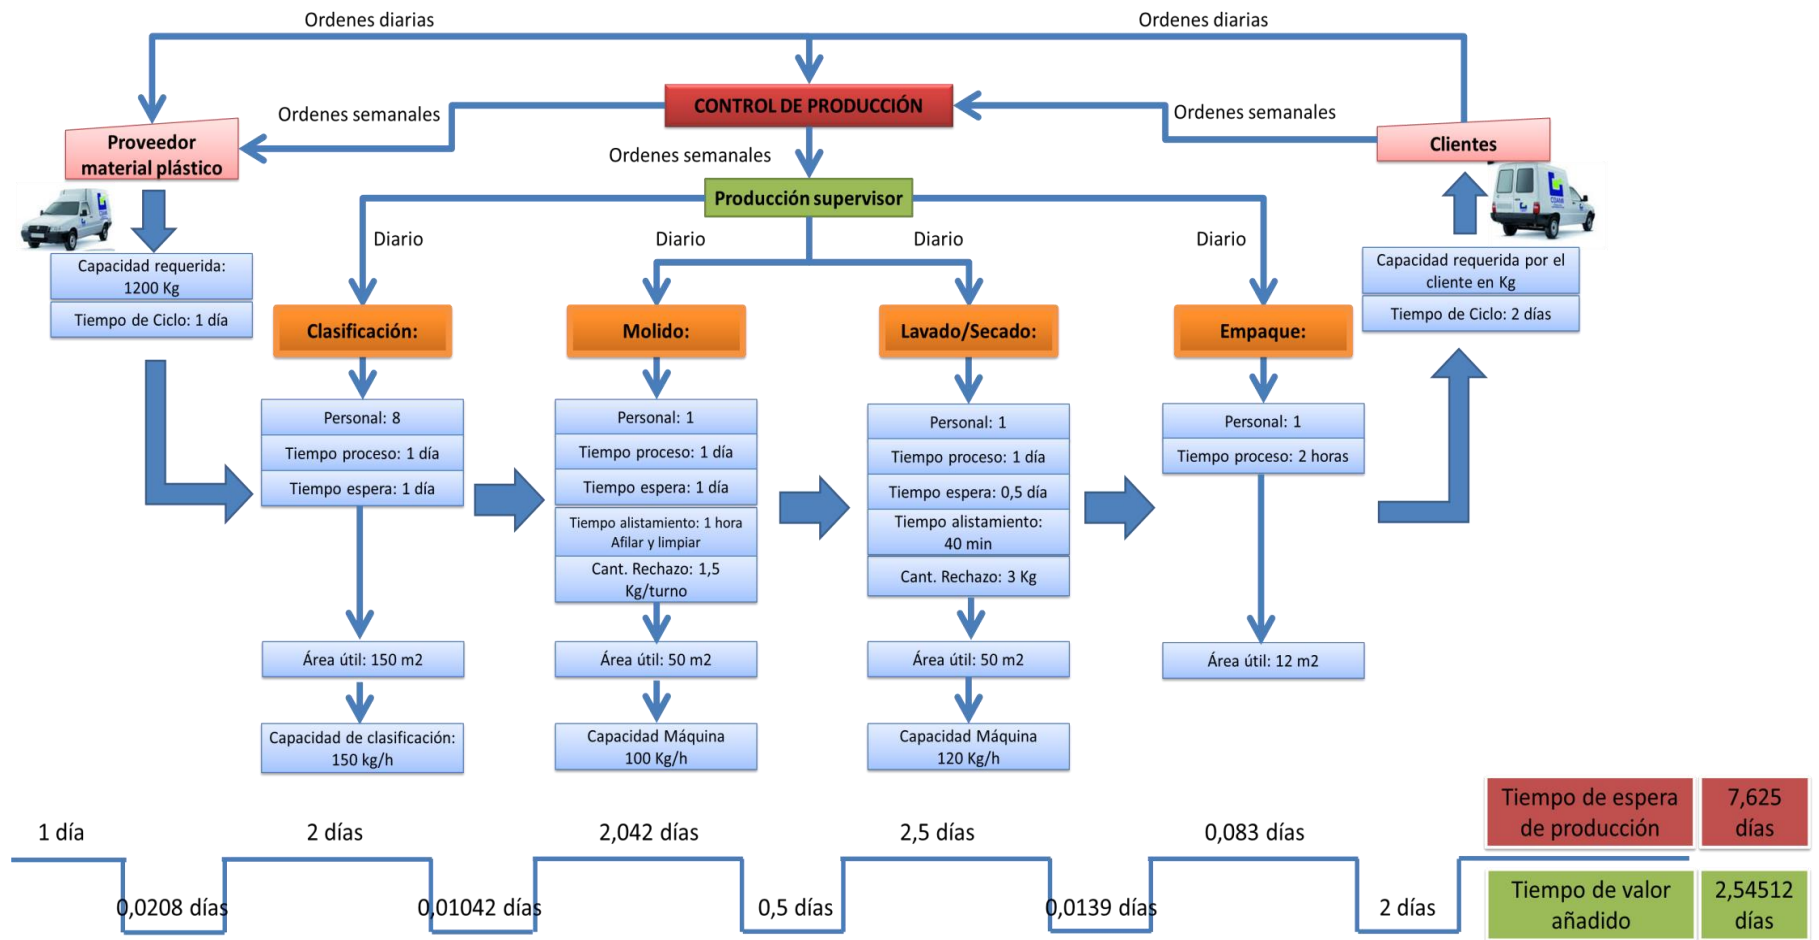 Ordenes diarias
Ordenes diarias
CONTROL DE PRODUCCIÓN
Ordenes semanales
Ordenes semanales
Proveedor
material plástico
Clientes
Ordenes semanales
Producción supervisor
Diario
Diario
Diario
Diario
Capacidad requerida:
1200 Kg
Tiempo de Ciclo: 1 día
Capacidad requerida por el
cliente en Kg
Tiempo de Ciclo: 2 días
Clasificación:
Molido:
Lavado/Secado:
Empaque:
Personal: 8
Tiempo proceso: 1 día
Tiempo espera: 1 día
Área útil: 150 m2
Capacidad de clasificación:
150 kg/h
Personal: 1
Tiempo proceso: 1 día
Tiempo espera: 1 día
Tiempo alistamiento: 1 hora
Afilar y limpiar
Cant. Rechazo: 1,5
Kg/turno
Área útil: 50 m2
Capacidad Máquina
100 Kg/h
Personal: 1
Tiempo proceso: 1 día
Tiempo espera: 0,5 día
Tiempo alistamiento:
40 min
Cant. Rechazo: 3 Kg
Área útil: 50 m2
Capacidad Máquina
120 Kg/h
Personal: 1
Tiempo proceso: 2 horas
Área útil: 12 m2
1 día
2 días
2,042 días
2,5 días
0,083 días
0,0208 días
0,01042 días
0,5 días
0,0139 días
2 días
Tiempo de espera
de producción
7,625
días
Tiempo de valor
añadido
2,54512
días